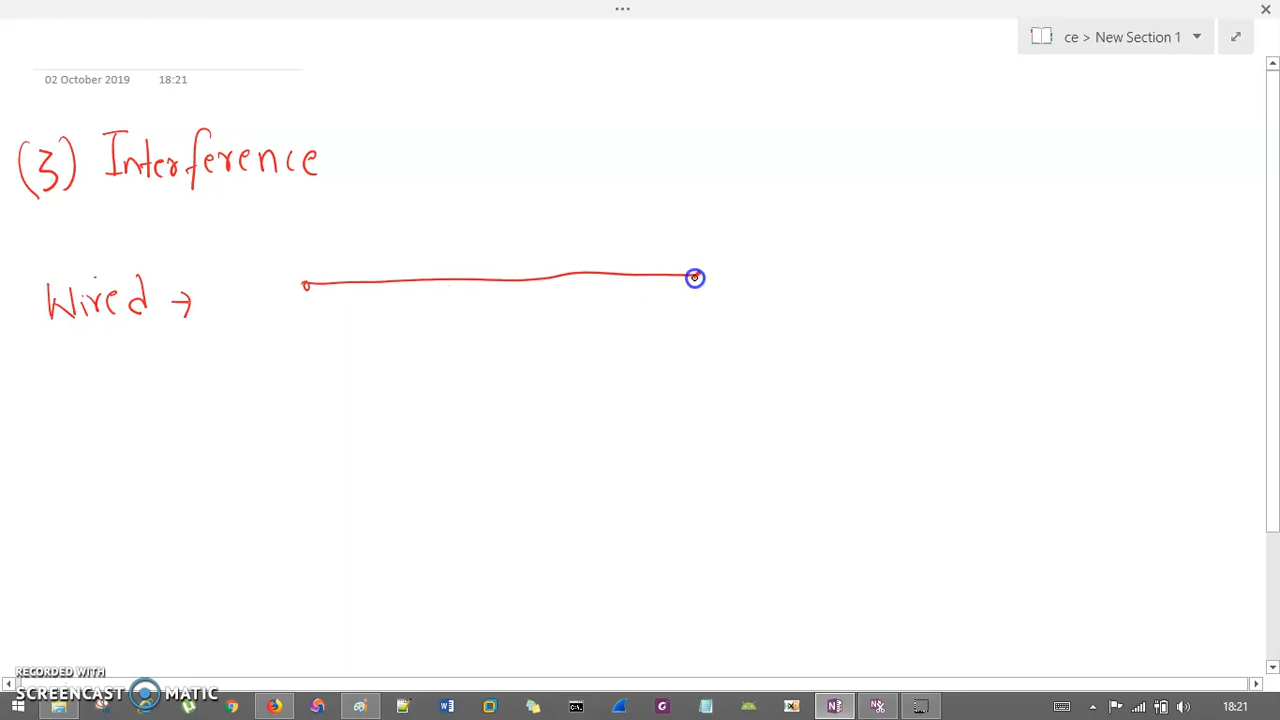 ce > New Section 1
02 October 2019 18:21
(3) Interference
Wired →
RECORDED WITH
SCREENCAST MATIC
18:21